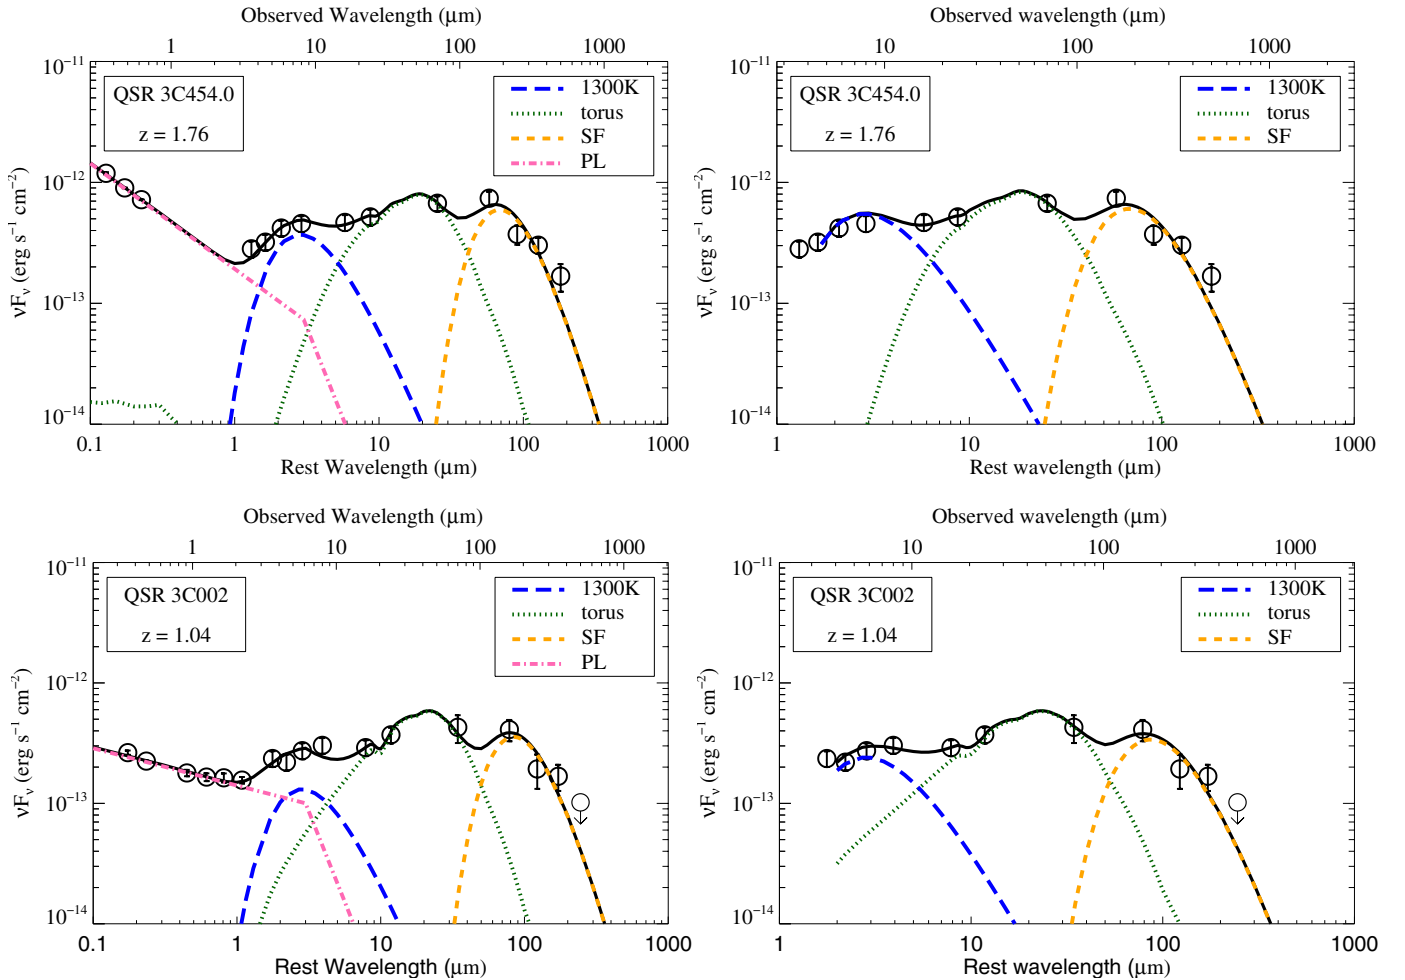 Observed Wavelength (μm)
1 10 100 1000
10⁻¹¹
10⁻¹²
10⁻¹³
10⁻¹⁴
νFν (erg s⁻¹ cm⁻²)
QSR 3C454.0
z = 1.76
1300K
torus
SF
PL
0.1 1 10 100 1000
Rest Wavelength (μm)
Observed wavelength (μm)
10 100 1000
10⁻¹¹
10⁻¹²
10⁻¹³
10⁻¹⁴
νFν (erg s⁻¹ cm⁻²)
QSR 3C454.0
z = 1.76
1300K
torus
SF
1 10 100 1000
Rest wavelength (μm)
Observed Wavelength (μm)
1 10 100 1000
10⁻¹¹
10⁻¹²
10⁻¹³
10⁻¹⁴
νFν (erg s⁻¹ cm⁻²)
QSR 3C002
z = 1.04
1300K
torus
SF
PL
0.1 1 10 100 1000
Rest Wavelength (μm)
Observed wavelength (μm)
10 100 1000
10⁻¹¹
10⁻¹²
10⁻¹³
10⁻¹⁴
νFν (erg s⁻¹ cm⁻²)
QSR 3C002
z = 1.04
1300K
torus
SF
1 10 100 1000
Rest wavelength (μm)